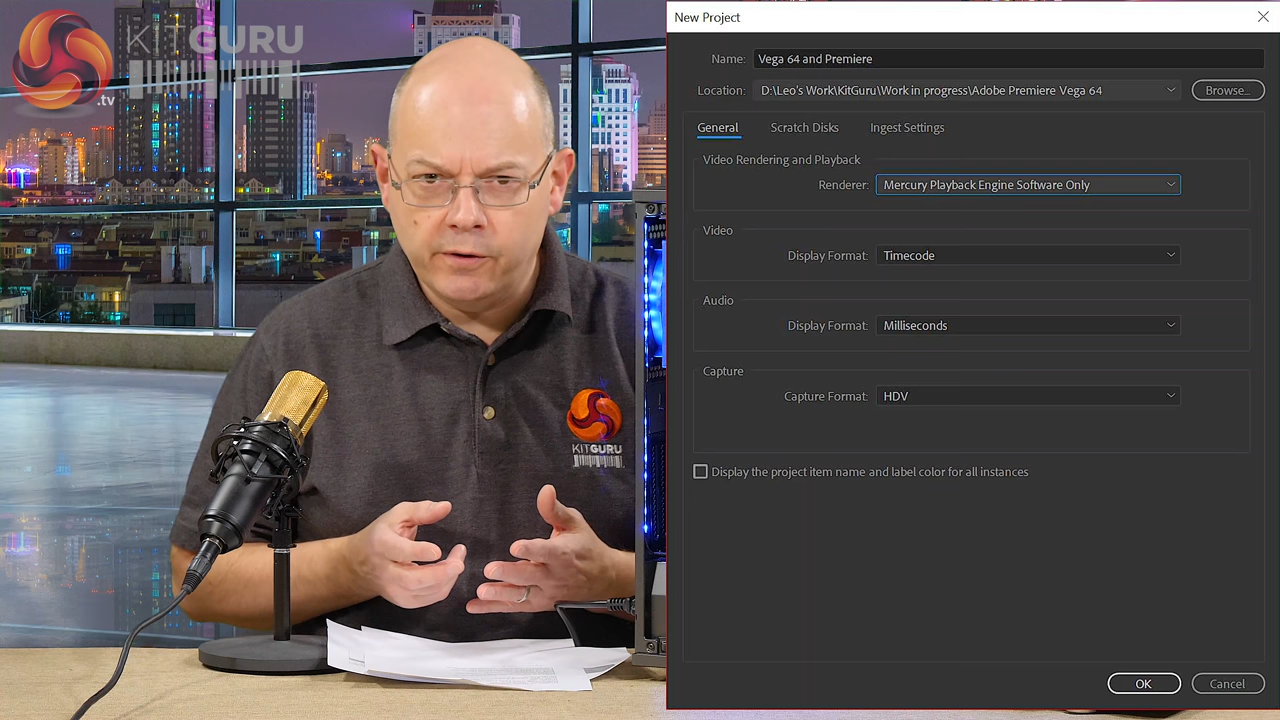 KITGURU
.tv
KITGURU
New Project
Name: Vega 64 and Premiere
Location: D:\Leo's Work\KitGuru\Work in progress\Adobe Premiere Vega 64 Browse...
General Scratch Disks Ingest Settings
Video Rendering and Playback
Renderer: Mercury Playback Engine Software Only
Video
Display Format: Timecode
Audio
Display Format: Milliseconds
Capture
Capture Format: HDV
Display the project item name and label color for all instances
OK Cancel